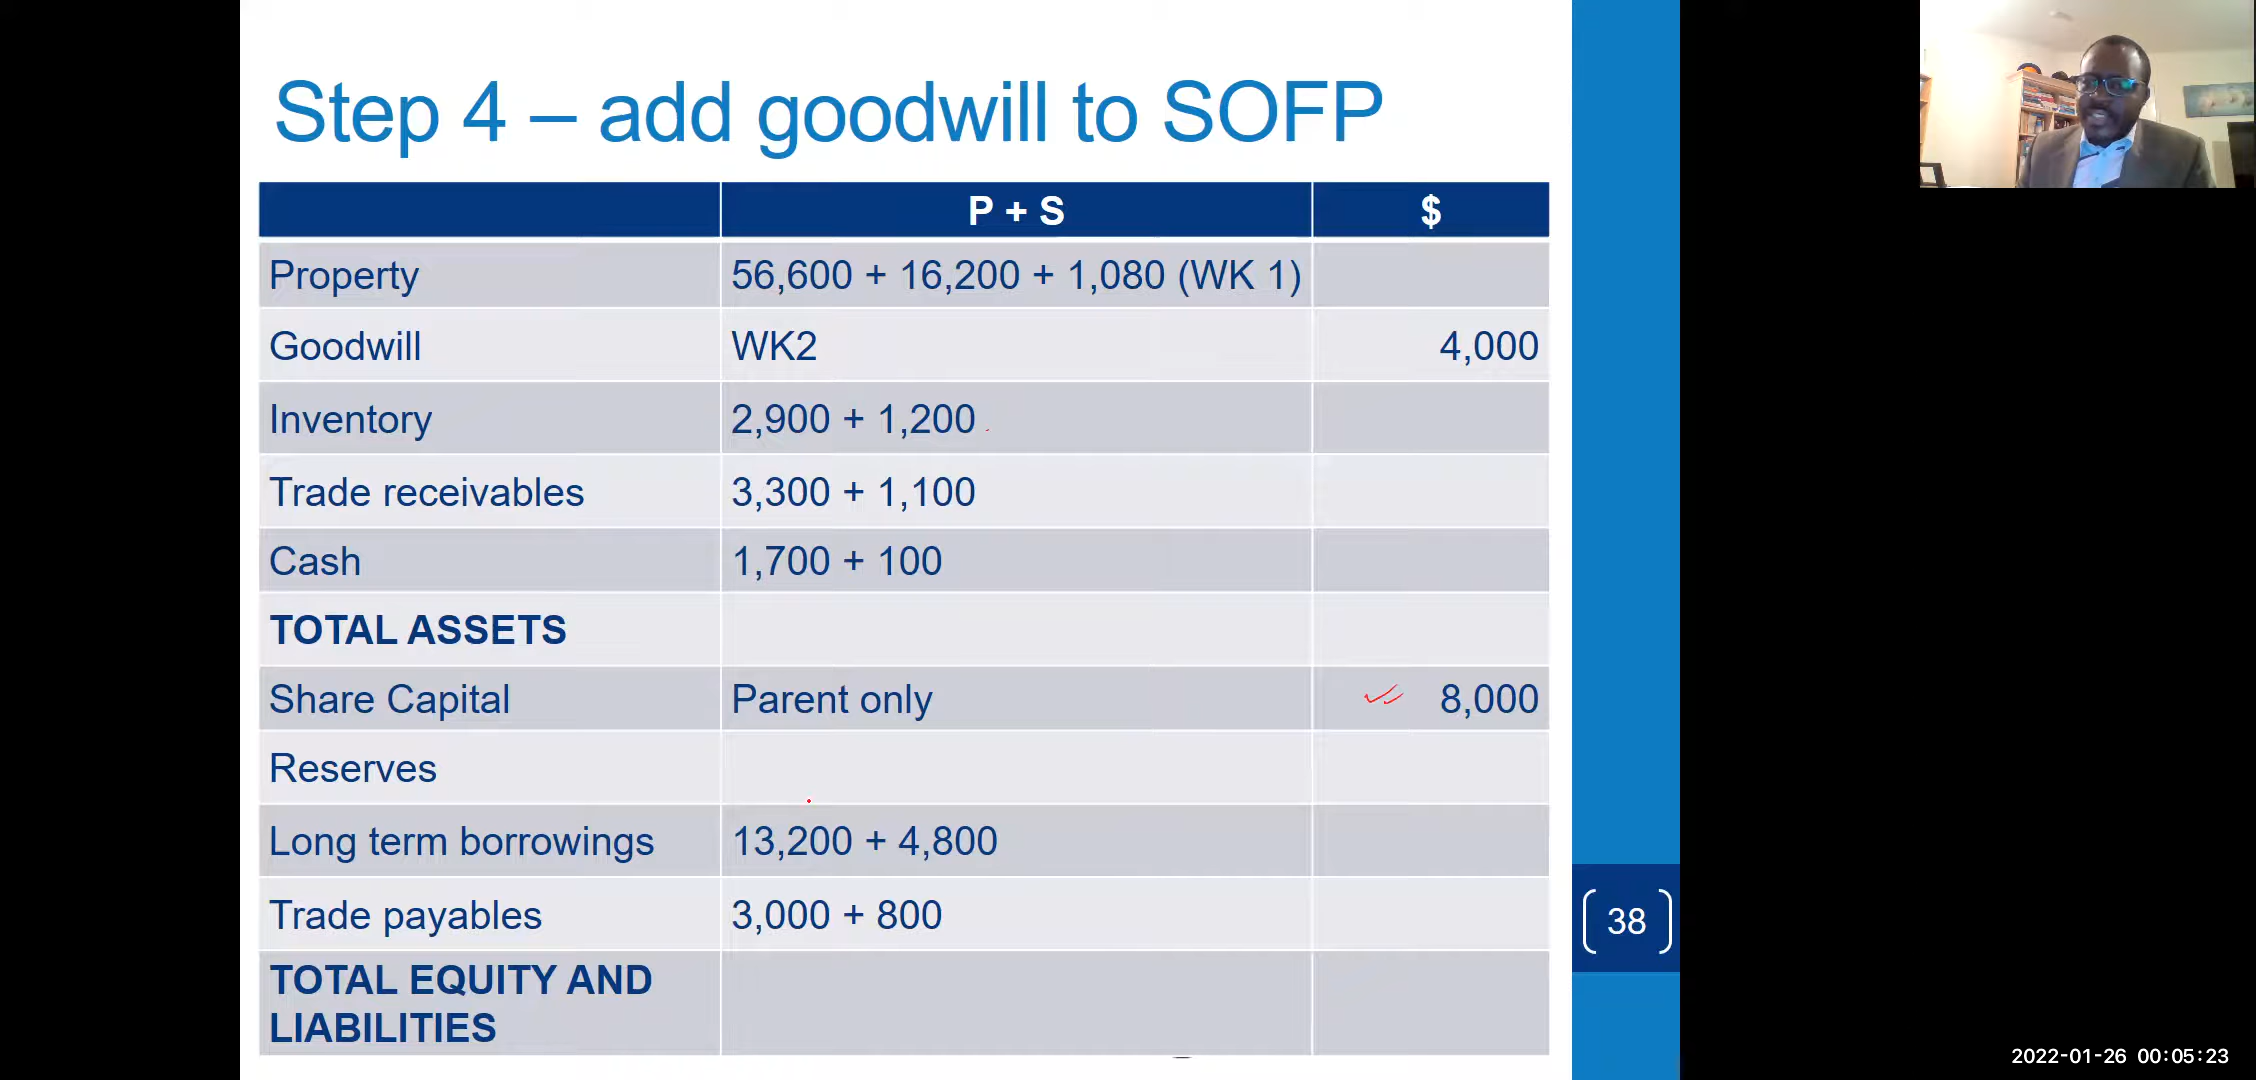 Step 4 – add goodwill to SOFP
P + S $
Property 56,600 + 16,200 + 1,080 (WK 1)
Goodwill WK2 4,000
Inventory 2,900 + 1,200
Trade receivables 3,300 + 1,100
Cash 1,700 + 100
TOTAL ASSETS
Share Capital Parent only 8,000
Reserves
Long term borrowings 13,200 + 4,800
Trade payables 3,000 + 800
TOTAL EQUITY AND
LIABILITIES
38
2022-01-26 00:05:23